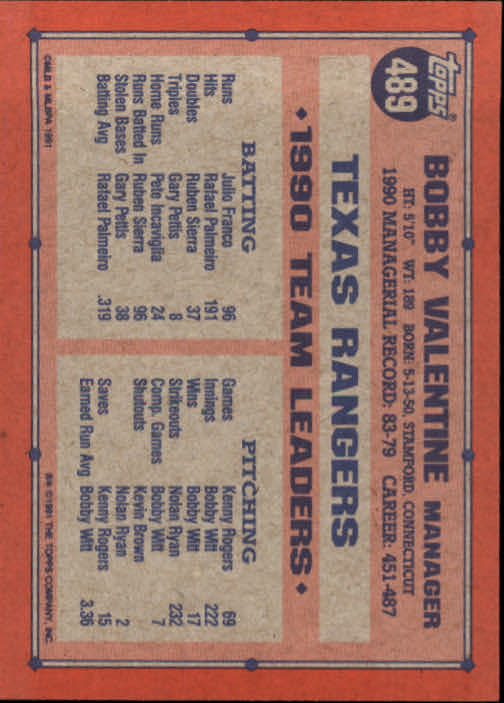 topps
489
BOBBY VALENTINE MANAGER
HT: 5'10" WT: 189 BORN: 5-13-50, STAMFORD, CONNECTICUT
1990 MANAGERIAL RECORD: 83-79 CAREER: 451-487
TEXAS RANGERS
♦1990 TEAM LEADERS♦
BATTING
Runs Julio Franco 96
Hits Rafael Palmeiro 191
Doubles Ruben Sierra 37
Triples Gary Pettis 8
Home Runs Pete Incaviglia 24
Runs Batted In Ruben Sierra 96
Stolen Bases Gary Pettis 38
Batting Avg Rafael Palmeiro .319
PITCHING
Games Kenny Rogers 69
Innings Bobby Witt 222
Wins Bobby Witt 17
Strikeouts Nolan Ryan 232
Comp. Games Bobby Witt 7
Shutouts Kevin Brown
Nolan Ryan 2
Saves Kenny Rogers 15
Earned Run Avg Bobby Witt 3.36
©MLB & MLBPA 1991
©1991 THE TOPPS COMPANY, INC.